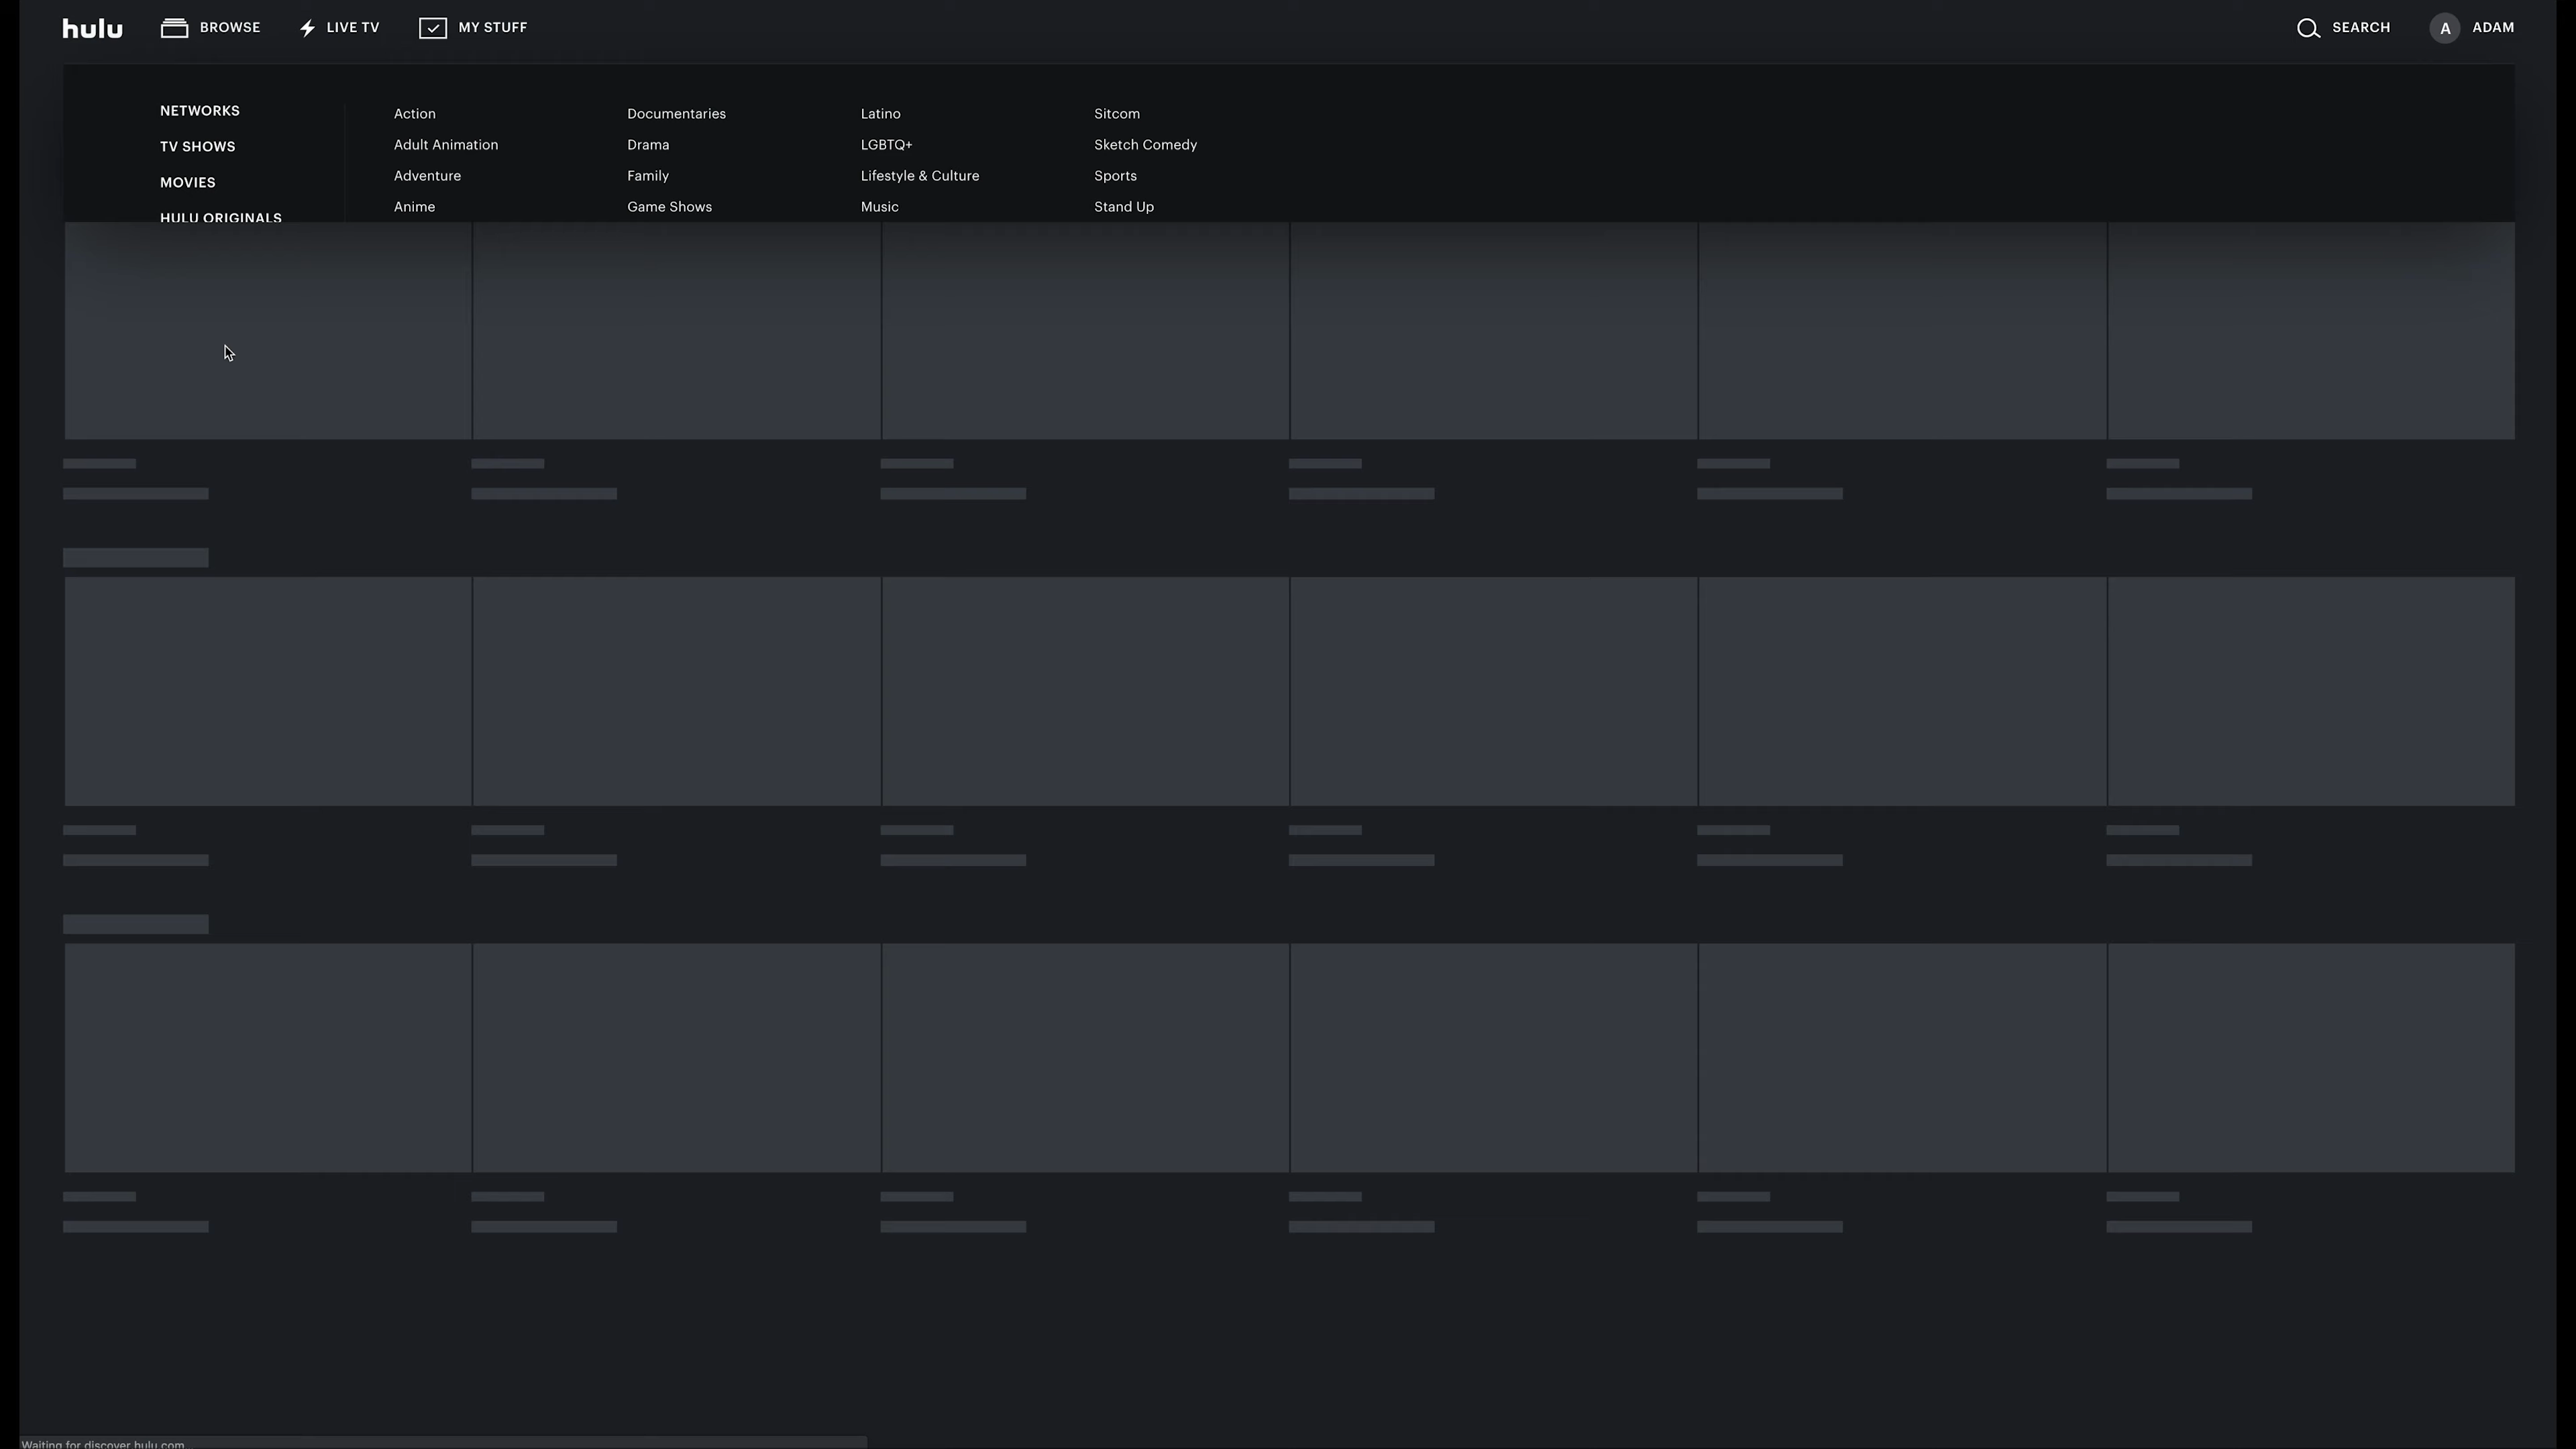 hulu BROWSE LIVE TV MY STUFF SEARCH A ADAM
NETWORKS
TV SHOWS
MOVIES
HULU ORIGINALS
Action Documentaries Latino Sitcom
Adult Animation Drama LGBTQ+ Sketch Comedy
Adventure Family Lifestyle & Culture Sports
Anime Game Shows Music Stand Up
Waiting for discover.hulu.com